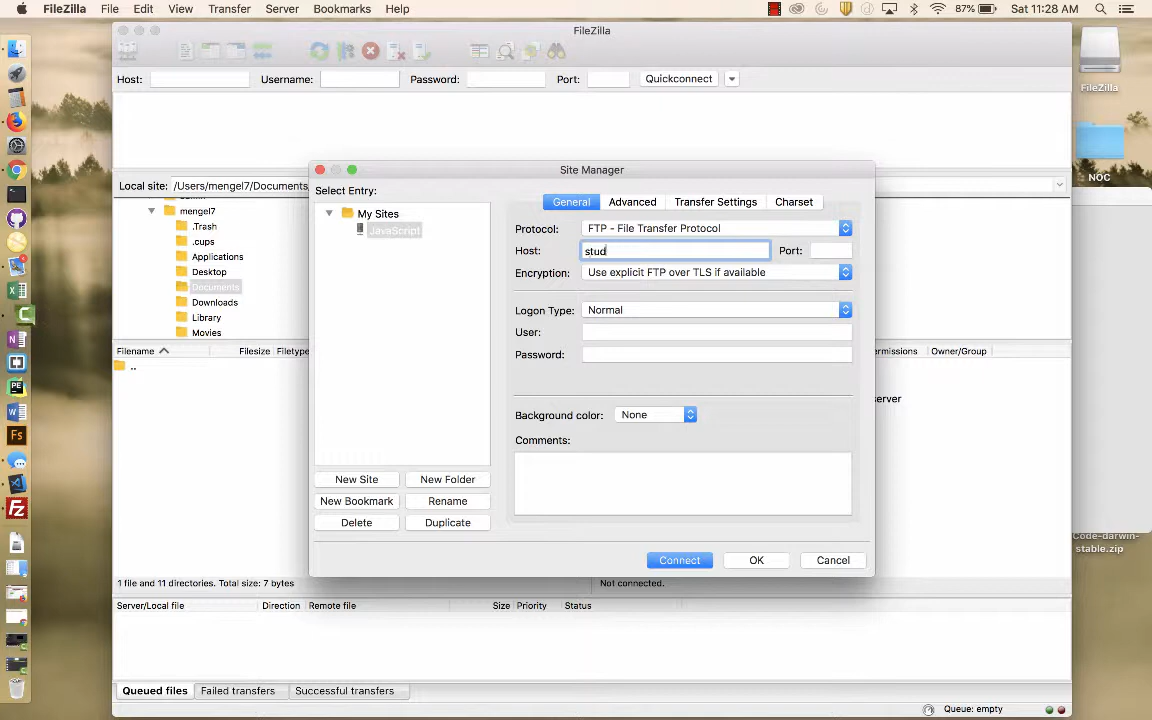 FileZilla File Edit View Transfer Server Bookmarks Help 87% Sat 11:28 AM
FileZilla
Host: Username: Password: Port: Quickconnect
FileZilla
NOC
Site Manager
Local site: /Users/mengel7/Documents
Select Entry:
My Sites
JavaScript
General Advanced Transfer Settings Charset
Protocol: FTP - File Transfer Protocol
Host: stud Port:
Encryption: Use explicit FTP over TLS if available
Logon Type: Normal
User:
Password:
Background color: None
Comments:
mengel7
.Trash
.cups
Applications
Desktop
Documents
Downloads
Library
Movies
Filename Filesize Filetype
..
ermissions Owner/Group
server
New Site New Folder
New Bookmark Rename
Delete Duplicate
Connect OK Cancel
Code-darwin-
stable.zip
1 file and 11 directories. Total size: 7 bytes
Not connected.
Server/Local file Direction Remote file Size Priority Status
Queued files Failed transfers Successful transfers
Queue: empty